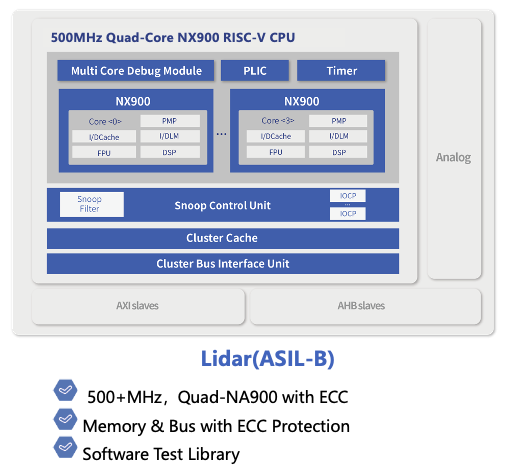 500MHz Quad-Core NX900 RISC-V CPU
Multi Core Debug Module
PLIC
Timer
NX900
Core <0>
PMP
I/DCache
I/DLM
FPU
DSP
...
NX900
Core <3>
PMP
I/DCache
I/DLM
FPU
DSP
Analog
Snoop
Filter
Snoop Control Unit
IOCP
...
IOCP
Cluster Cache
Cluster Bus Interface Unit
AXI slaves
AHB slaves
Lidar(ASIL-B)
500+MHz，Quad-NA900 with ECC
Memory & Bus with ECC Protection
Software Test Library